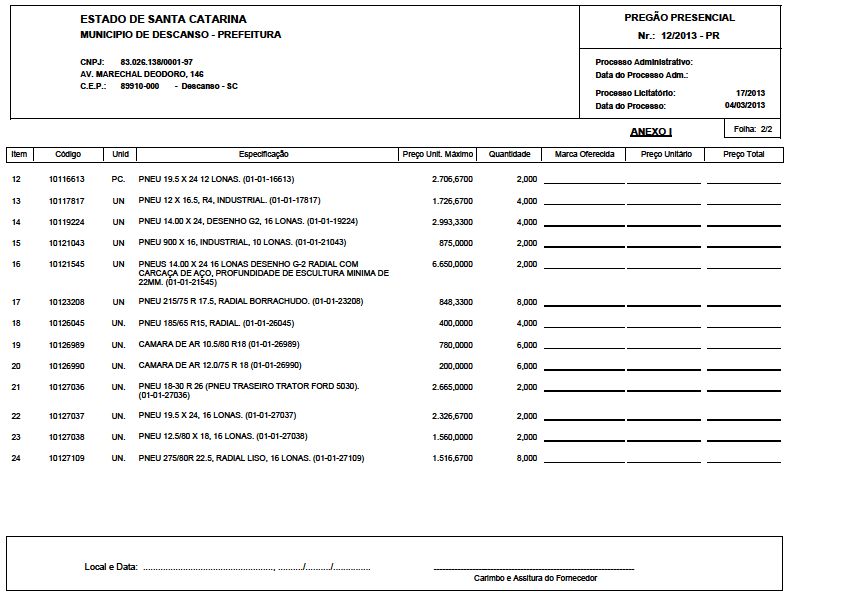 ESTADO DE SANTA CATARINA
MUNICIPIO DE DESCANSO - PREFEITURA
CNPJ: 83.026.138/0001-97
AV. MARECHAL DEODORO, 146
C.E.P.: 89910-000 - Descanso - SC
PREGÃO PRESENCIAL
Nr.: 12/2013 - PR
Processo Administrativo:
Data do Processo Adm.:
Processo Licitatório: 17/2013
Data do Processo: 04/03/2013
ANEXO I
Folha: 2/2
Item Código Unid Especificação Preço Unit. Máximo Quantidade Marca Oferecida Preço Unitário Preço Total
12 10116613 PC. PNEU 19.5 X 24 12 LONAS. (01-01-16613) 2.706,6700 2,000
13 10117817 UN PNEU 12 X 16.5, R4, INDUSTRIAL. (01-01-17817) 1.726,6700 4,000
14 10119224 UN PNEU 14.00 X 24, DESENHO G2, 16 LONAS. (01-01-19224) 2.993,3300 4,000
15 10121043 UN PNEU 900 X 16, INDUSTRIAL, 10 LONAS. (01-01-21043) 875,0000 2,000
16 10121545 UN PNEUS 14.00 X 24 16 LONAS DESENHO G-2 RADIAL COM 6.650,0000 2,000
CARCAÇA DE AÇO, PROFUNDIDADE DE ESCULTURA MINIMA DE
22MM. (01-01-21545)
17 10123208 UN PNEU 215/75 R 17.5, RADIAL BORRACHUDO. (01-01-23208) 848,3300 8,000
18 10126045 UN. PNEU 185/65 R15, RADIAL. (01-01-26045) 400,0000 4,000
19 10126989 UN. CAMARA DE AR 10.5/80 R18 (01-01-26989) 780,0000 6,000
20 10126990 UN. CAMARA DE AR 12.0/75 R 18 (01-01-26990) 200,0000 6,000
21 10127036 UN. PNEU 18-30 R 26 (PNEU TRASEIRO TRATOR FORD 5030). 2.665,0000 2,000
(01-01-27036)
22 10127037 UN. PNEU 19.5 X 24, 16 LONAS. (01-01-27037) 2.326,6700 2,000
23 10127038 UN. PNEU 12.5/80 X 18, 16 LONAS. (01-01-27038) 1.560,0000 2,000
24 10127109 UN. PNEU 275/80R 22.5, RADIAL LISO, 16 LONAS. (01-01-27109) 1.516,6700 8,000
Local e Data: ...................................................., ........../........../...............
Carimbo e Assitura do Fornecedor